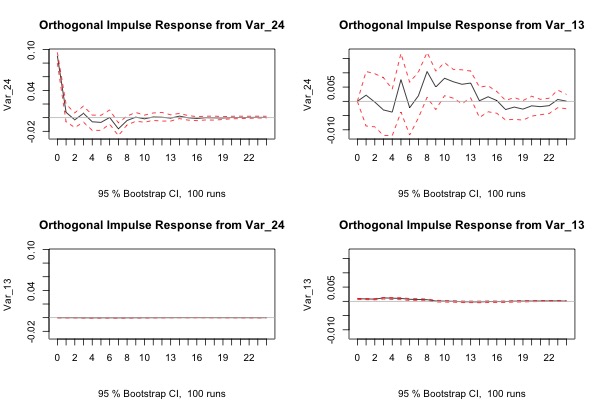 Orthogonal Impulse Response from Var_24
Var_24
0.10
0.04
-0.02
0 2 4 6 8 10 13 16 19 22
95 % Bootstrap CI, 100 runs
Orthogonal Impulse Response from Var_13
Var_24
0.005
-0.010
0 2 4 6 8 10 13 16 19 22
95 % Bootstrap CI, 100 runs
Orthogonal Impulse Response from Var_24
Var_13
0.10
0.04
-0.02
0 2 4 6 8 10 13 16 19 22
95 % Bootstrap CI, 100 runs
Orthogonal Impulse Response from Var_13
Var_13
0.005
-0.010
0 2 4 6 8 10 13 16 19 22
95 % Bootstrap CI, 100 runs